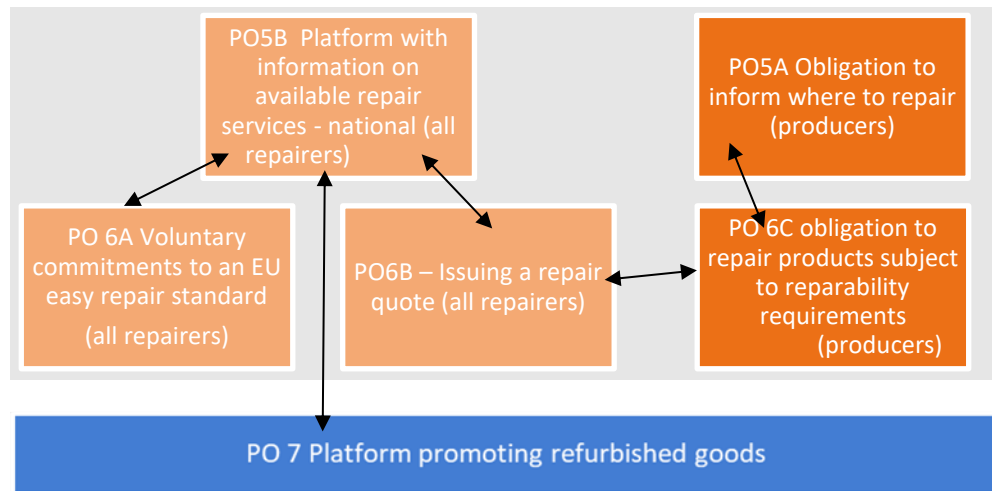 PO5B  Platform with
information on
available repair
services - national (all
repairers)
PO5A Obligation to
inform where to repair
(producers)
PO 6A Voluntary
commitments to an EU
easy repair standard
(all repairers)
PO6B – Issuing a repair
quote (all repairers)
PO 6C obligation to
repair products subject
to reparability
requirements
(producers)
PO 7 Platform promoting refurbished goods